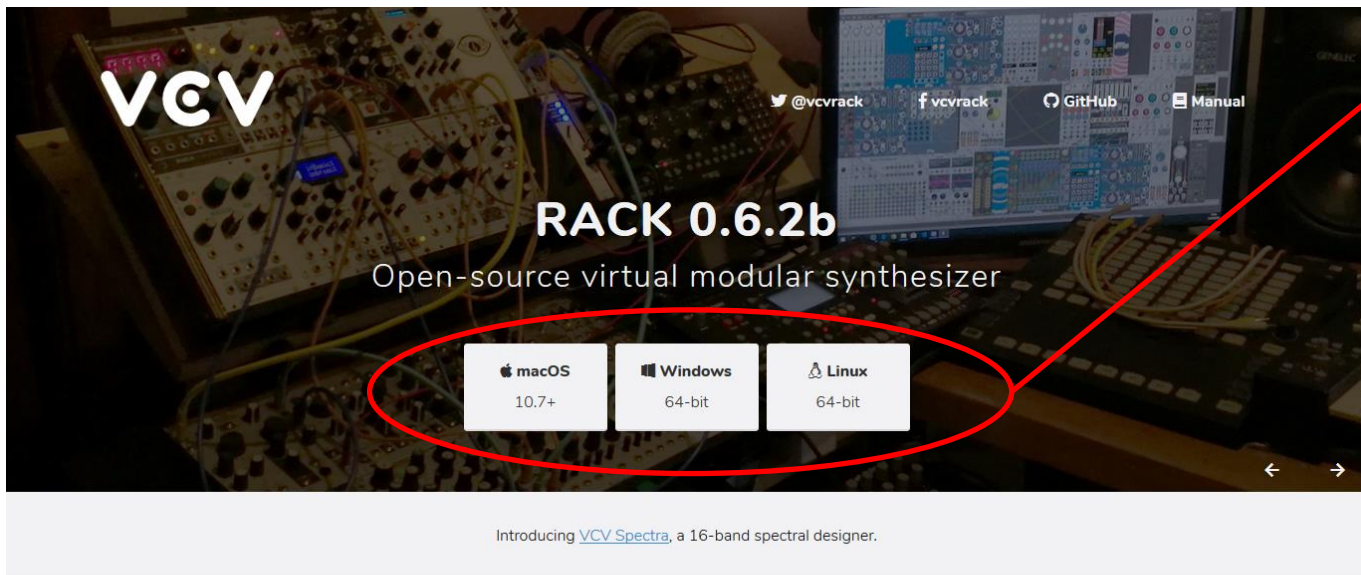 VCV
@vcvrack vcvrack GitHub Manual
RACK 0.6.2b
Open-source virtual modular synthesizer
macOS Windows Linux
10.7+ 64-bit 64-bit
Introducing VCV Spectra, a 16-band spectral designer.